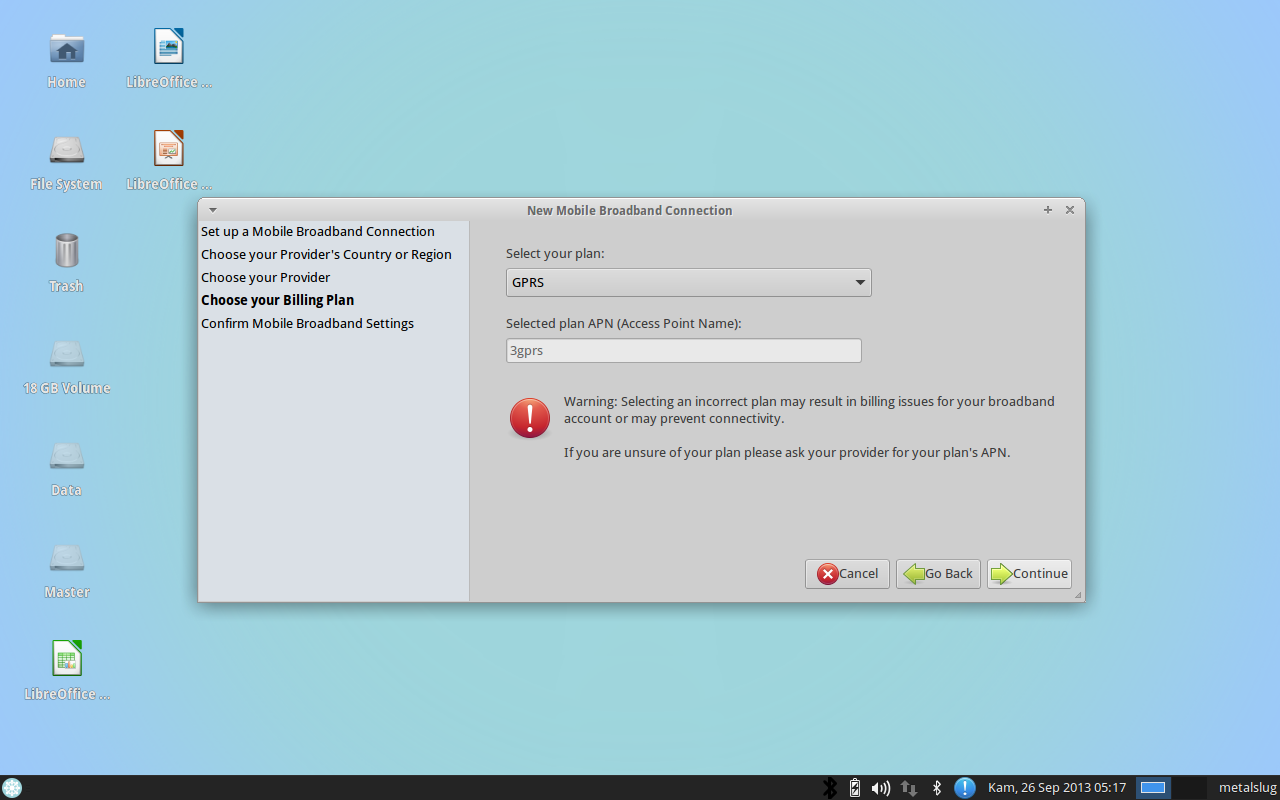 Home
LibreOffice ...
File System
LibreOffice ...
Trash
18 GB Volume
Data
Master
LibreOffice ...
New Mobile Broadband Connection
Set up a Mobile Broadband Connection
Choose your Provider's Country or Region
Choose your Provider
Choose your Billing Plan
Confirm Mobile Broadband Settings
Select your plan:
GPRS
Selected plan APN (Access Point Name):
3gprs
Warning: Selecting an incorrect plan may result in billing issues for your broadband
account or may prevent connectivity.
If you are unsure of your plan please ask your provider for your plan's APN.
Cancel
Go Back
Continue
Kam, 26 Sep 2013 05:17
metalslug